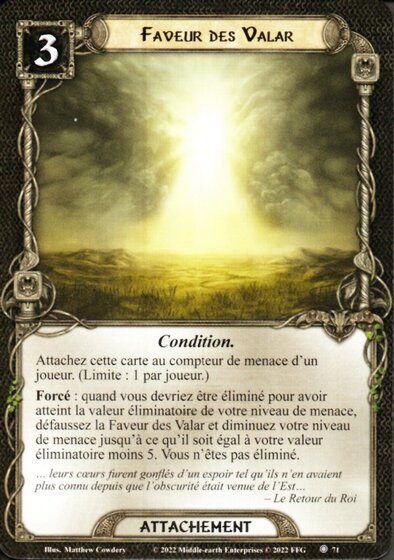 3
FAVEUR DES VALAR
Condition.
Attachez cette carte au compteur de menace d'un
joueur. (Limite : 1 par joueur.)
Forcé : quand vous devriez être éliminé pour avoir
atteint la valeur éliminatoire de votre niveau de menace,
défaussez la Faveur des Valar et diminuez votre
niveau de menace jusqu'à ce qu'il soit égal à votre valeur
éliminatoire moins 5. Vous n'êtes pas éliminé.
... leurs cœurs furent gonflés d'un espoir tel qu'ils n'en avaient
plus connu depuis que l'obscurité était venue de l'Est...
– Le Retour du Roi
ATTACHEMENT
Illus. Matthew Cowdery © 2022 Middle-earth Enterprises © 2022 FFG 71